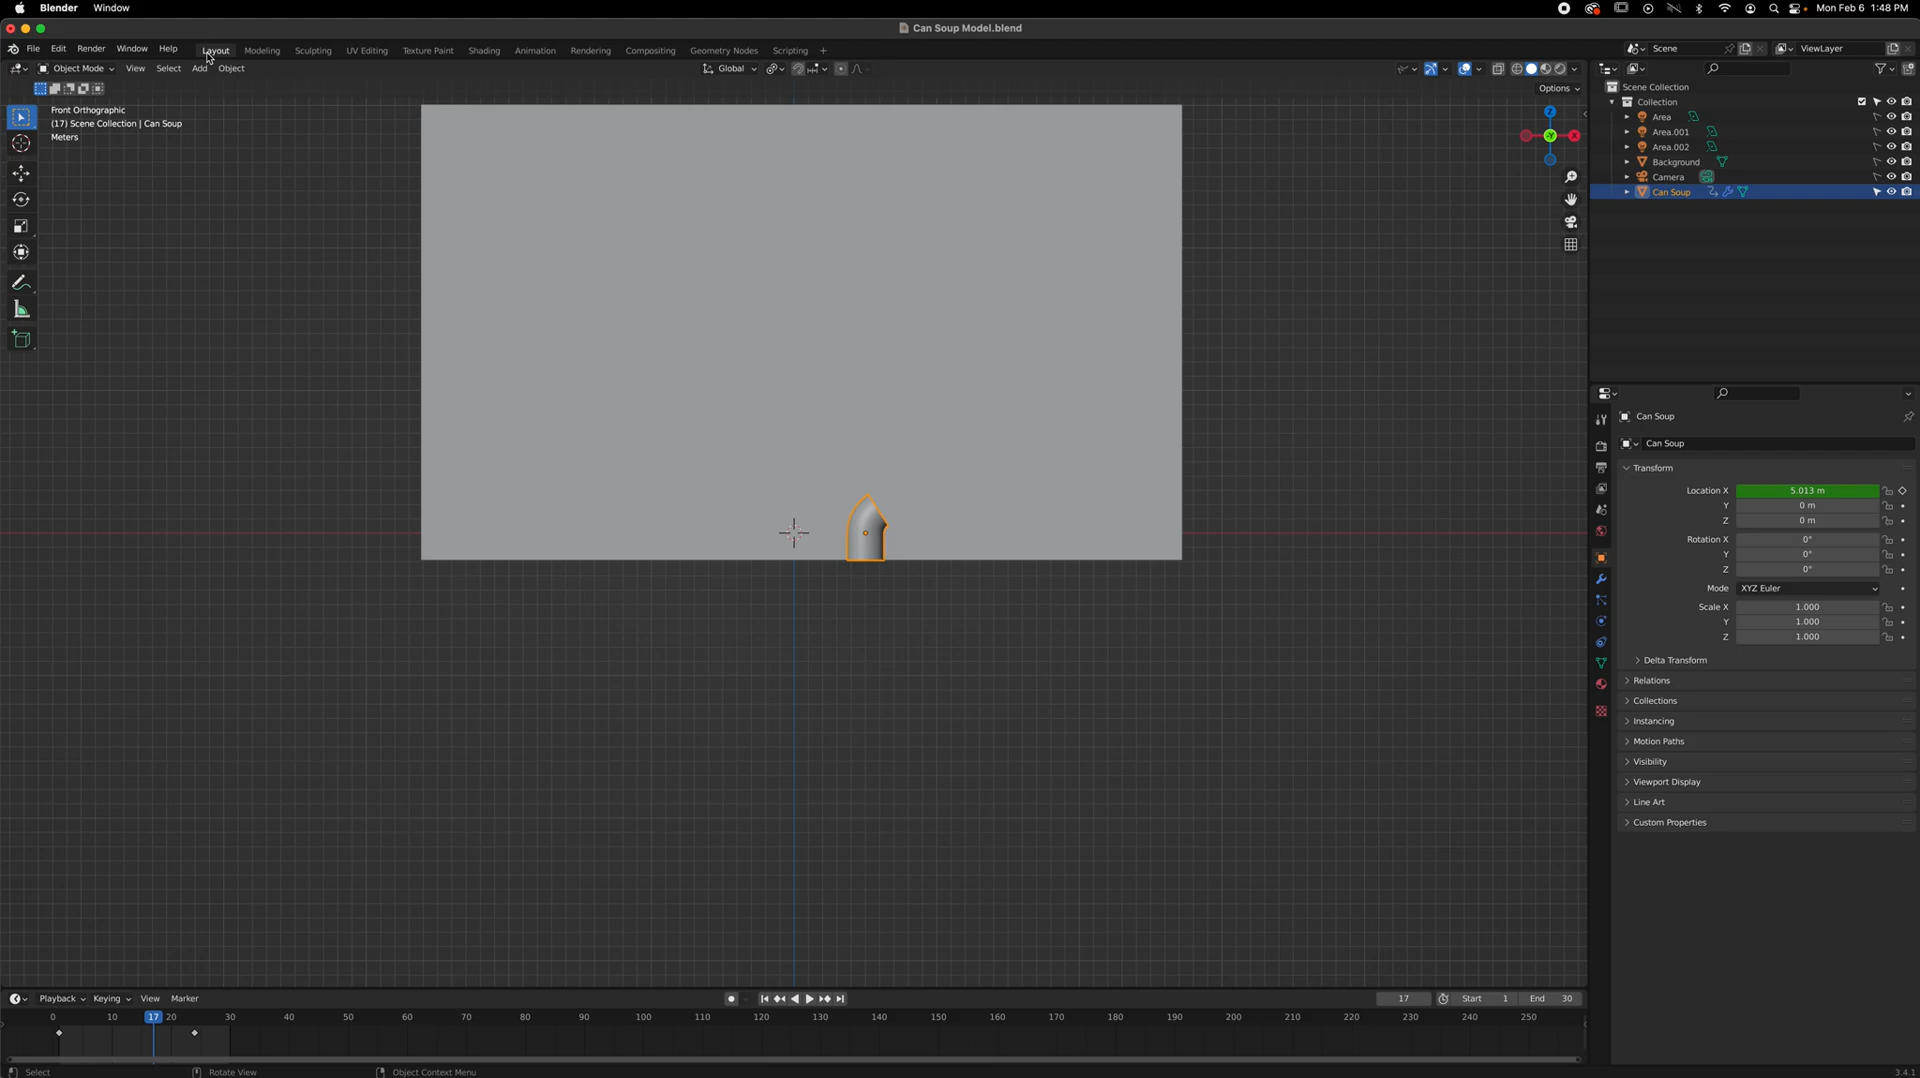 Blender Window Mon Feb 6 1:48 PM
Can Soup Model.blend
File Edit Render Window Help Layout Modeling Sculpting UV Editing Texture Paint Shading Animation Rendering Compositing Geometry Nodes Scripting + Scene ViewLayer
Object Mode View Select Add Object Global
Options
Front Orthographic
(17) Scene Collection | Can Soup
Meters
Z
-Y
X
Scene Collection
Collection
Area
Area.001
Area.002
Background
Camera
Can Soup
Can Soup
Can Soup
Transform
Location X 5.013 m
Y 0 m
Z 0 m
Rotation X 0°
Y 0°
Z 0°
Mode XYZ Euler
Scale X 1.000
Y 1.000
Z 1.000
Delta Transform
Relations
Collections
Instancing
Motion Paths
Visibility
Viewport Display
Line Art
Custom Properties
Playback Keying View Marker 17 Start 1 End 30
0 10 17 20 30 40 50 60 70 80 90 100 110 120 130 140 150 160 170 180 190 200 210 220 230 240 250
Select Rotate View Object Context Menu 3.4.1